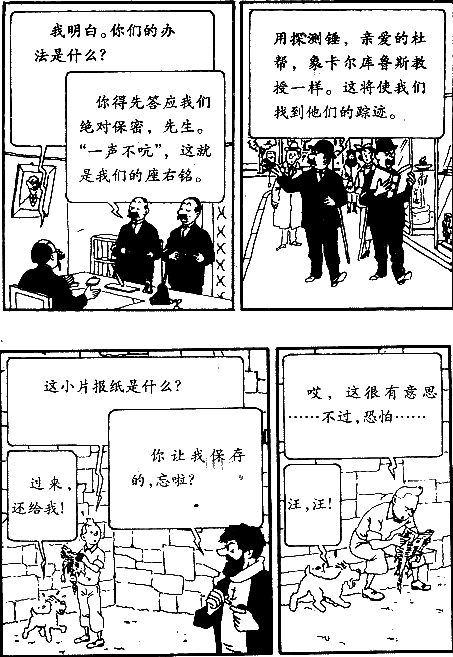 我明白。你们的办
法是什么？
你得先答应我们
绝对保密，先生。
“一声不吭”，这就
是我们的座右铭。
用探测锤，亲爱的杜
帮，象卡尔库鲁斯教
授一样。这将使我们
找到他们的踪迹。
这小片报纸是什么？
过来，
还给我！
你让我保存
的，忘啦？
哎，这很有意思
……不过，恐怕……
汪，汪！